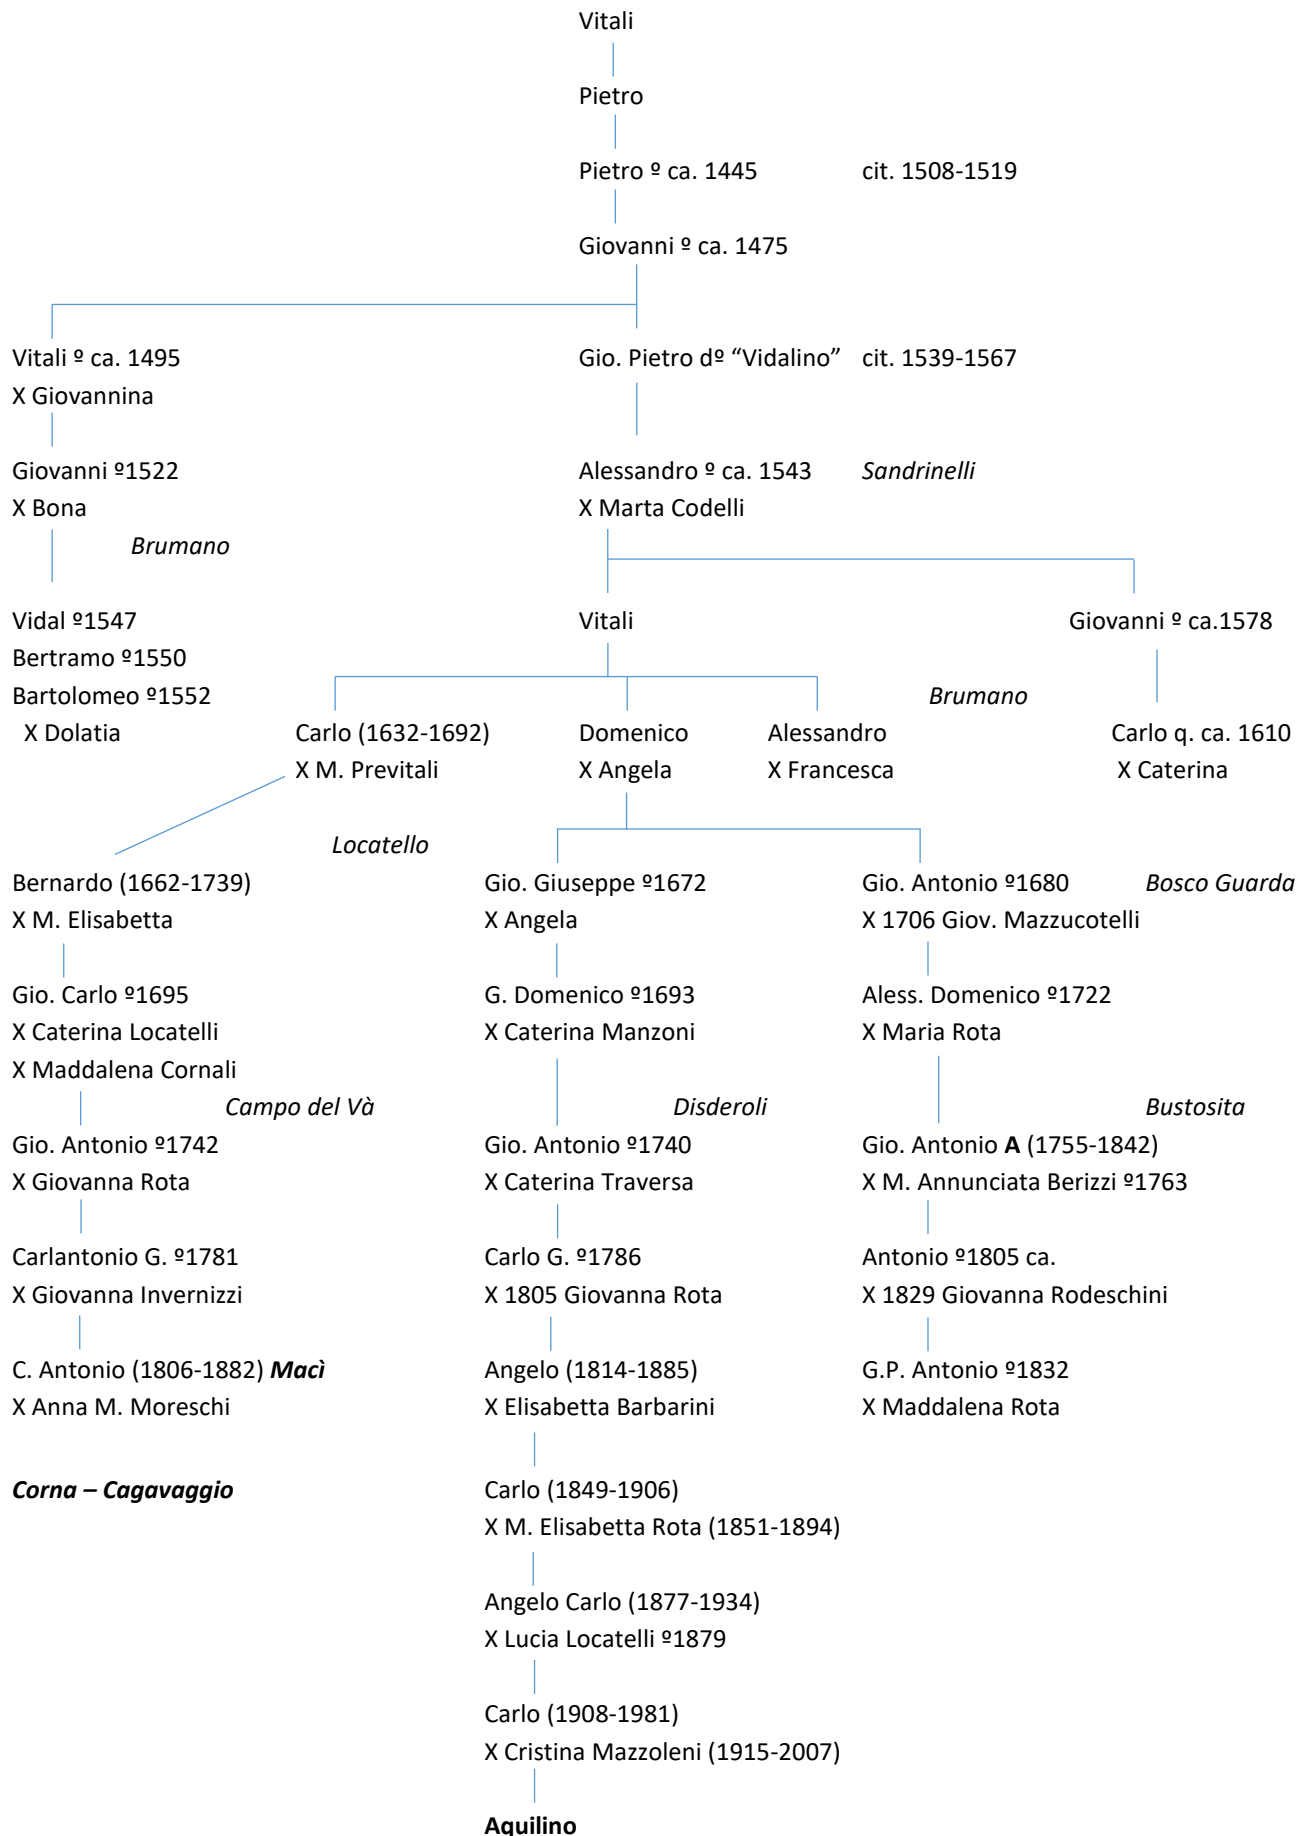 Vitali
Pietro
Pietro º ca. 1445 cit. 1508-1519
Giovanni º ca. 1475
Vitali º ca. 1495 Gio. Pietro dº “Vidalino” cit. 1539-1567
X Giovannina
Giovanni º1522 Alessandro º ca. 1543 Sandrinelli
X Bona X Marta Codelli
Brumano
Vidal º1547 Vitali Giovanni º ca.1578
Bertramo º1550
Bartolomeo º1552 Brumano
X Dolatia Carlo (1632-1692) Domenico Alessandro Carlo q. ca. 1610
X M. Previtali X Angela X Francesca X Caterina
Locatello
Bernardo (1662-1739) Gio. Giuseppe º1672 Gio. Antonio º1680 Bosco Guarda
X M. Elisabetta X Angela X 1706 Giov. Mazzucotelli
Gio. Carlo º1695 G. Domenico º1693 Aless. Domenico º1722
X Caterina Locatelli X Caterina Manzoni X Maria Rota
X Maddalena Cornali
Campo del Và Disderoli Bustosita
Gio. Antonio º1742 Gio. Antonio º1740 Gio. Antonio A (1755-1842)
X Giovanna Rota X Caterina Traversa X M. Annunciata Berizzi º1763
Carlantonio G. º1781 Carlo G. º1786 Antonio º1805 ca.
X Giovanna Invernizzi X 1805 Giovanna Rota X 1829 Giovanna Rodeschini
C. Antonio (1806-1882) Macì Angelo (1814-1885) G.P. Antonio º1832
X Anna M. Moreschi X Elisabetta Barbarini X Maddalena Rota
Corna – Cagavaggio Carlo (1849-1906)
X M. Elisabetta Rota (1851-1894)
Angelo Carlo (1877-1934)
X Lucia Locatelli º1879
Carlo (1908-1981)
X Cristina Mazzoleni (1915-2007)
Aquilino